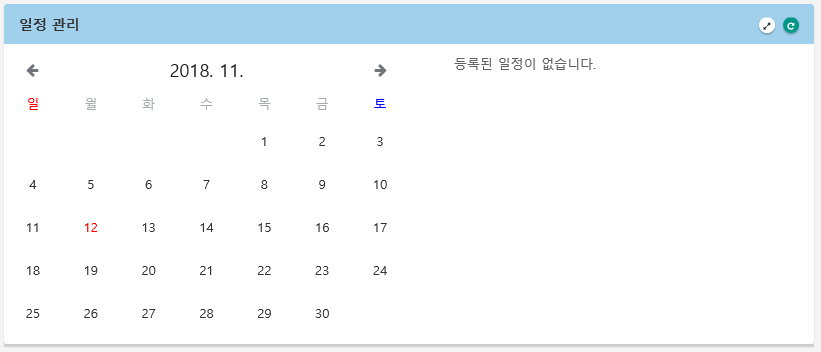 일정 관리
2018. 11.
일 월 화 수 목 금 토
1 2 3
4 5 6 7 8 9 10
11 12 13 14 15 16 17
18 19 20 21 22 23 24
25 26 27 28 29 30
등록된 일정이 없습니다.